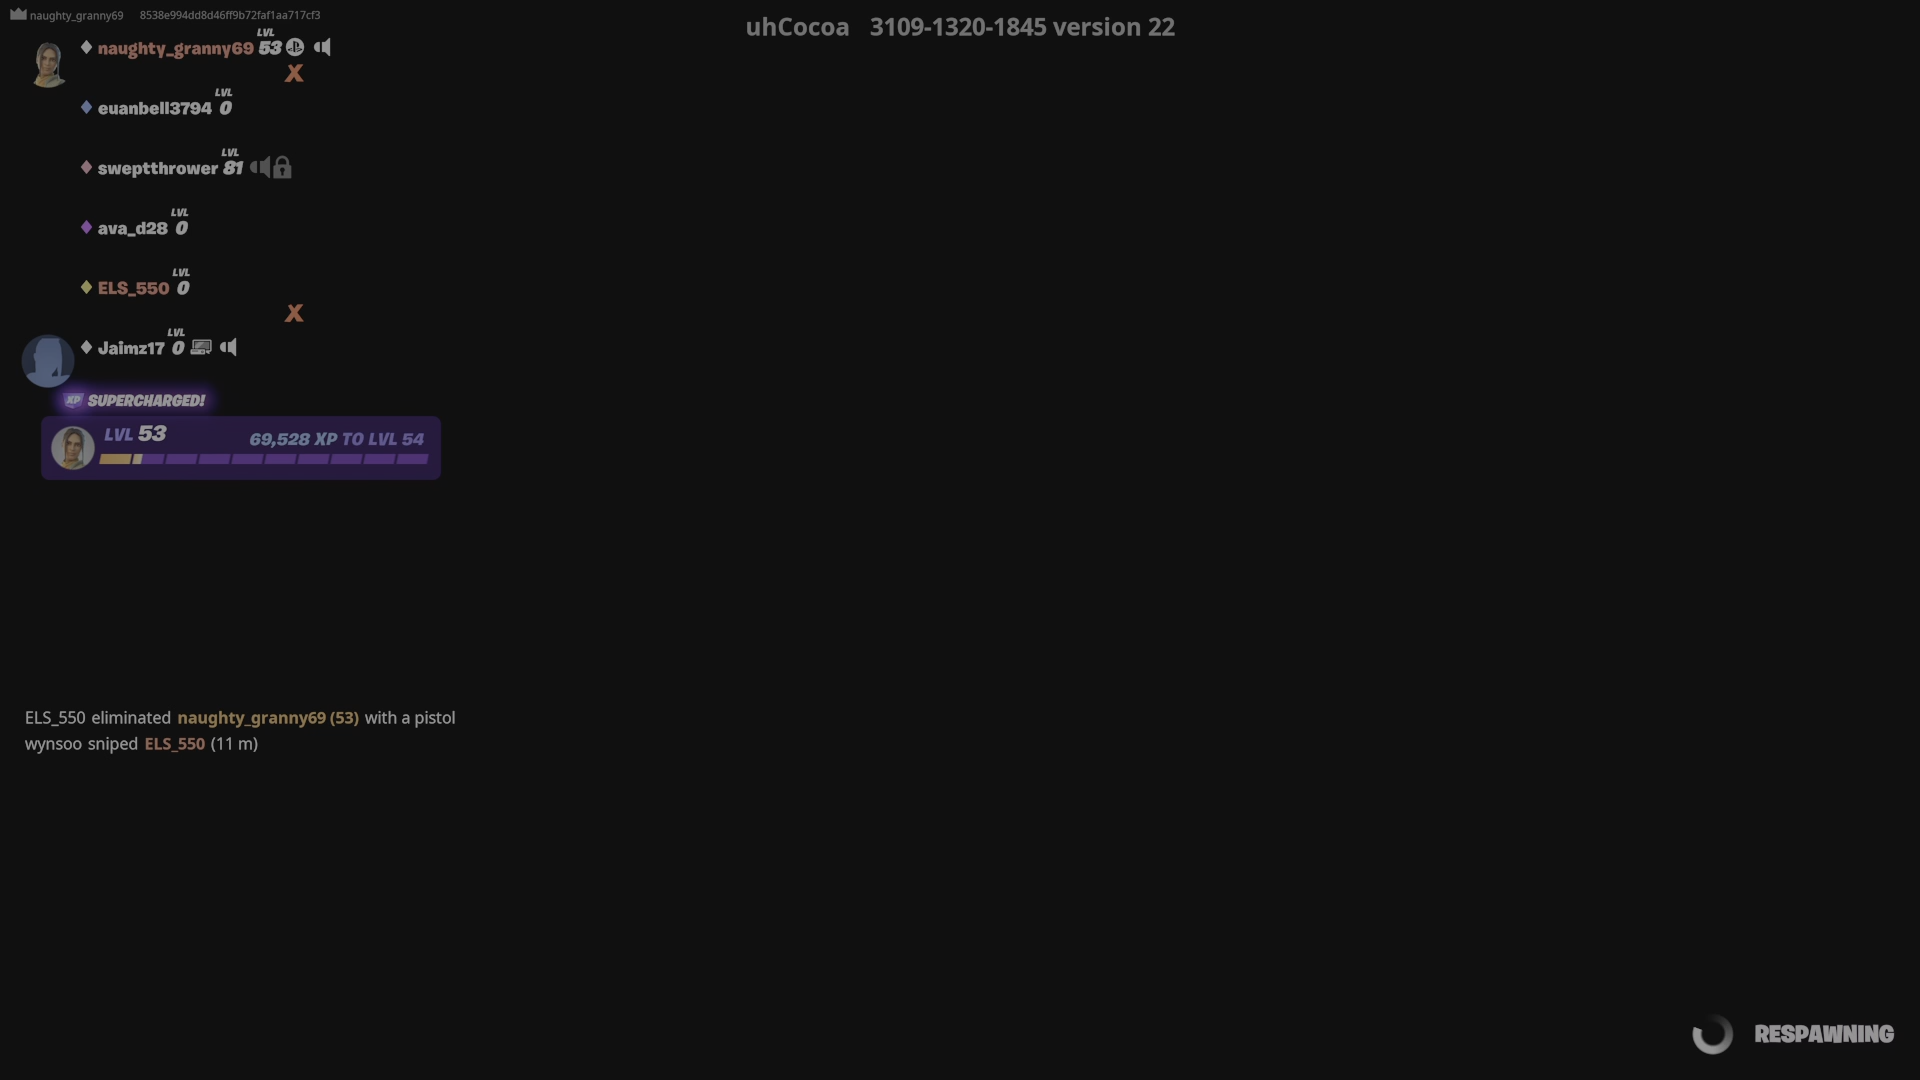 naughty_granny69 8538e994dd8d46ff9b72faf1aa717cf3
uhCocoa 3109-1320-1845 version 22
LVL
naughty_granny69 53
X
LVL
euanbell3794 0
LVL
sweptthrower 81
LVL
ava_d28 0
LVL
ELS_550 0
X
LVL
Jaimz17 0
XP SUPERCHARGED!
LVL 53 69,528 XP TO LVL 54
ELS_550 eliminated naughty_granny69 (53) with a pistol
wynsoo sniped ELS_550 (11 m)
RESPAWNING